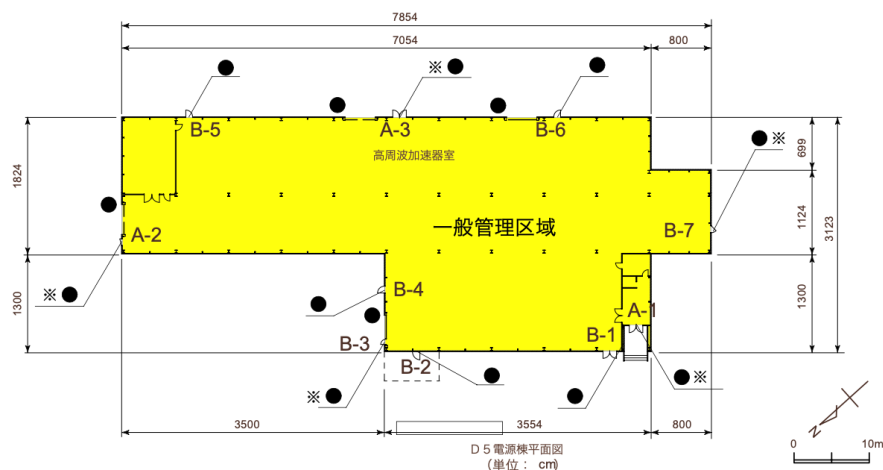 7854
7054
800
※●
●
●
●
●
B-5
A-3
B-6
高周波加速器室
699
●※
1824
●
一般管理区域
1124
3123
A-2
B-7
※●
●
B-4
1300
●
A-1
1300
B-3
B-1
B-2
●
●※
※●
●
3500
3554
800
N
D5電源棟平面図
(単位： cm)
0
10m